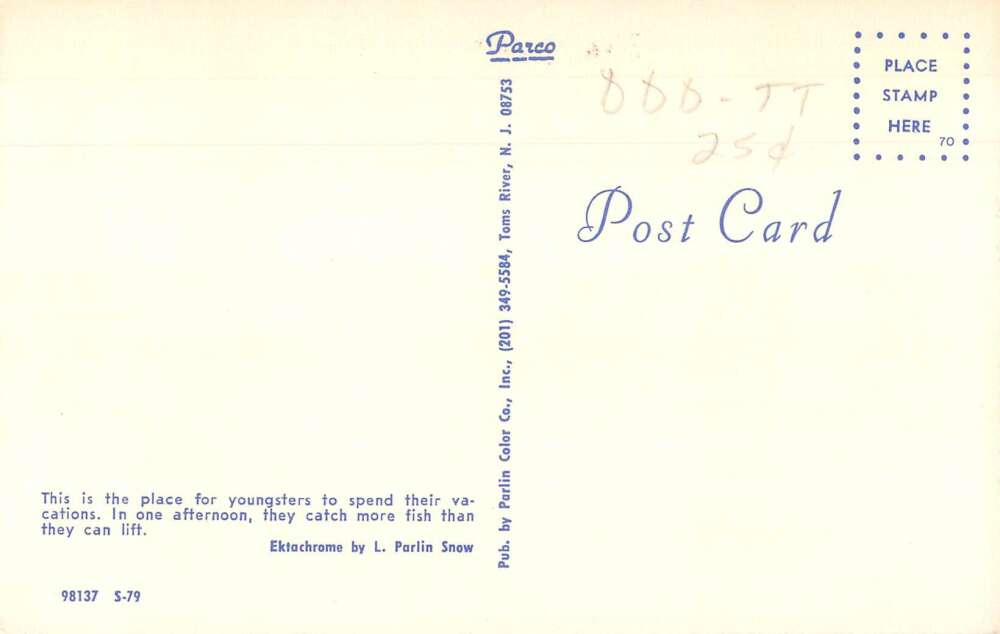 Parco
DDD-TT
25¢
PLACE
STAMP
HERE
70
Post Card
Pub. by Parlin Color Co., Inc., (201) 349-5584, Toms River, N. J. 08753
This is the place for youngsters to spend their va-
cations. In one afternoon, they catch more fish than
they can lift.
Ektachrome by L. Parlin Snow
98137 S-79